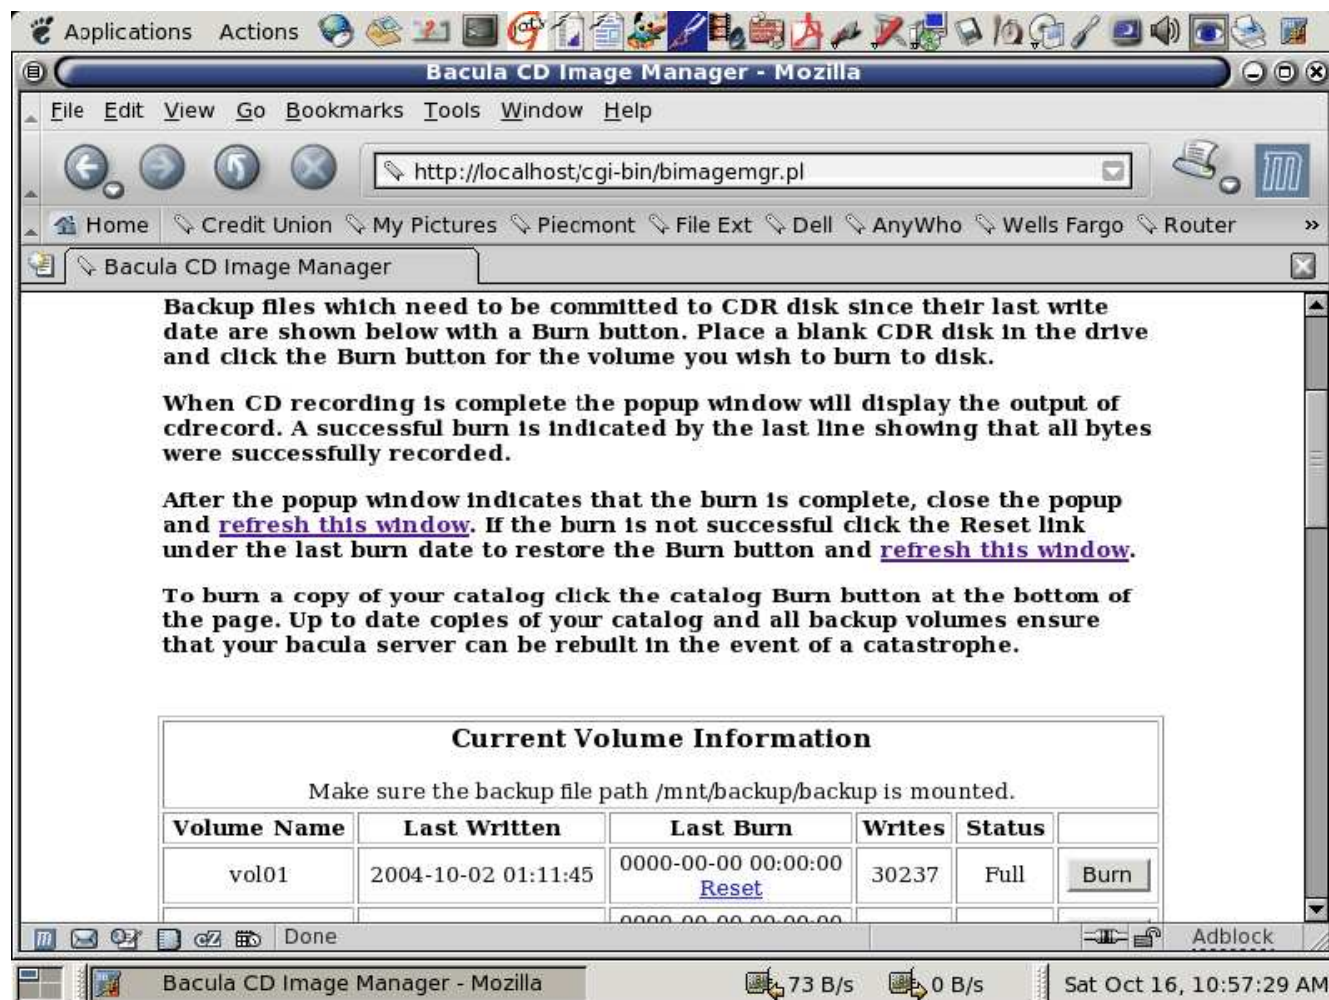 Applications Actions
Bacula CD Image Manager - Mozilla
File Edit View Go Bookmarks Tools Window Help
http://localhost/cgi-bin/bimagemgr.pl
Home Credit Union My Pictures Piecmont File Ext Dell AnyWho Wells Fargo Router »
Bacula CD Image Manager
Backup files which need to be committed to CDR disk since their last write
date are shown below with a Burn button. Place a blank CDR disk in the drive
and click the Burn button for the volume you wish to burn to disk.
When CD recording is complete the popup window will display the output of
cdrecord. A successful burn is indicated by the last line showing that all bytes
were successfully recorded.
After the popup window indicates that the burn is complete, close the popup
and refresh this window. If the burn is not successful click the Reset link
under the last burn date to restore the Burn button and refresh this window.
To burn a copy of your catalog click the catalog Burn button at the bottom of
the page. Up to date copies of your catalog and all backup volumes ensure
that your bacula server can be rebuilt in the event of a catastrophe.
Current Volume Information
Make sure the backup file path /mnt/backup/backup is mounted.
Volume Name Last Written Last Burn Writes Status
vol01 2004-10-02 01:11:45 0000-00-00 00:00:00 30237 Full Burn
Reset
0000-00-00 00:00:00
Done Adblock
Bacula CD Image Manager - Mozilla 73 B/s 0 B/s Sat Oct 16, 10:57:29 AM